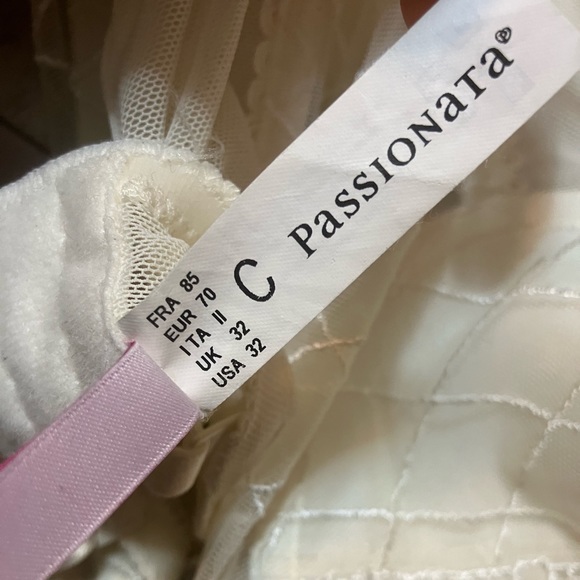 PaSSIONaTa®
C
FRA 85
EUR 70
ITA II
UK 32
USA 32